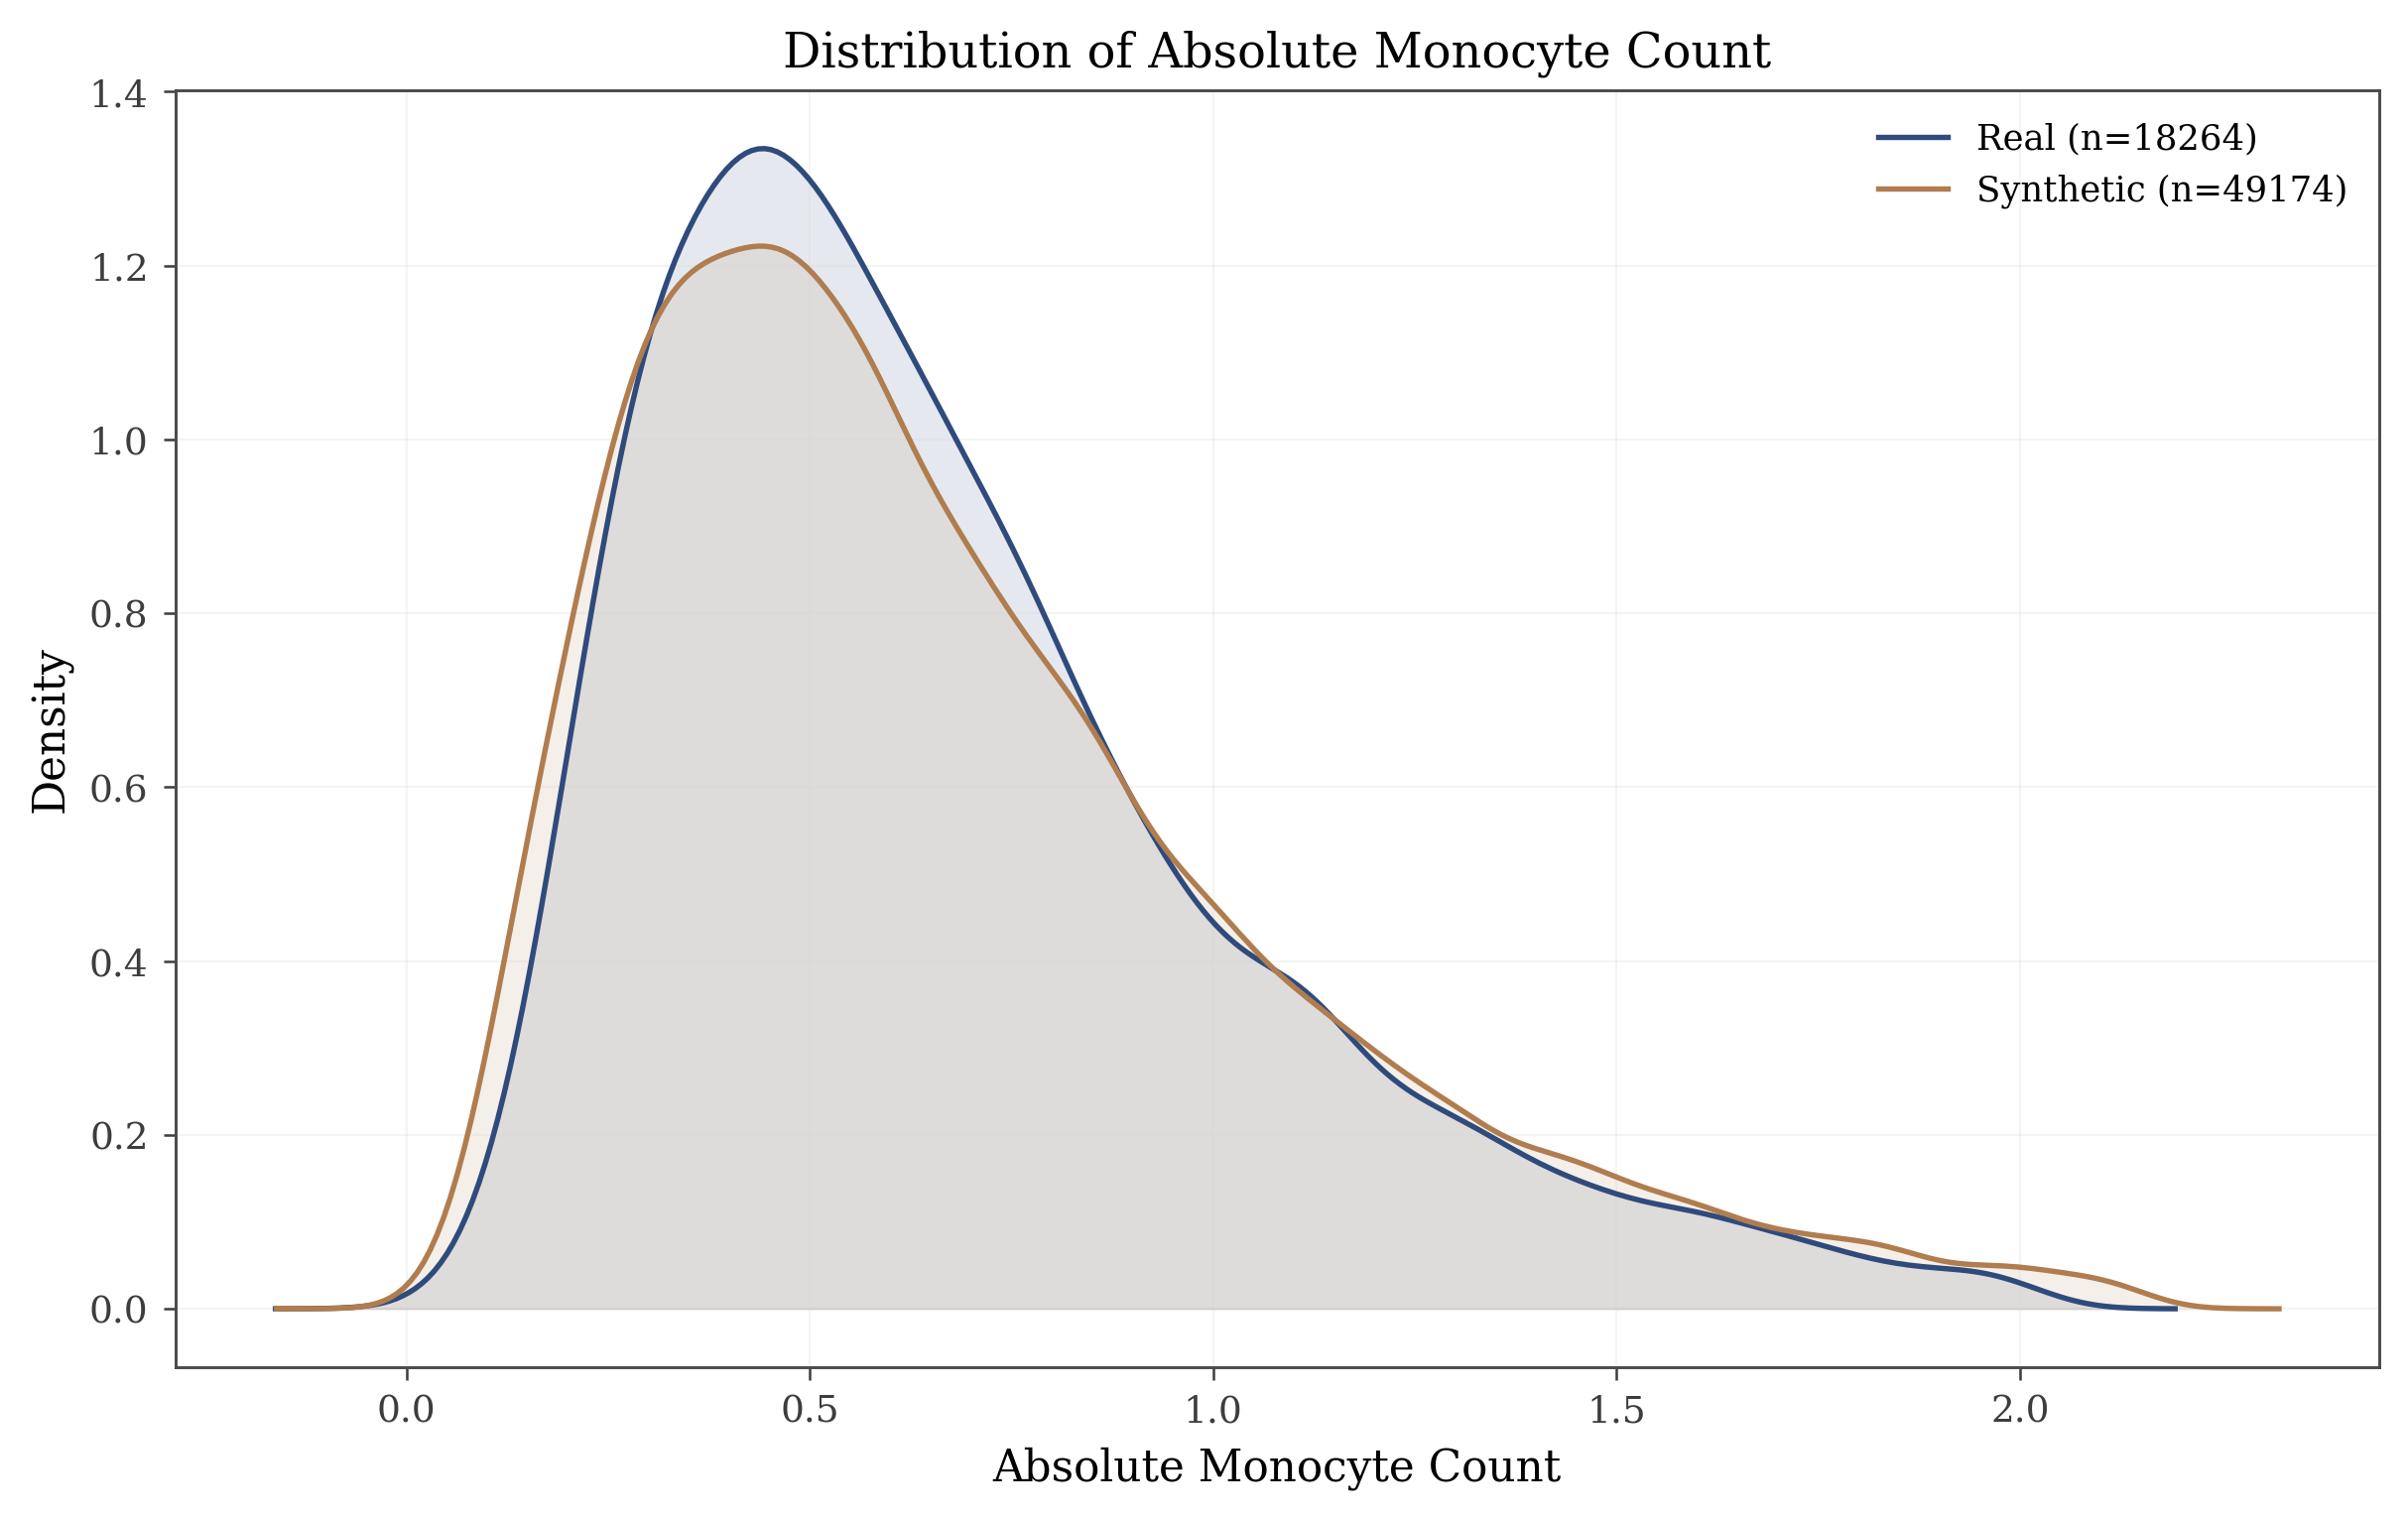 Distribution of Absolute Monocyte Count
Real (n=18264)
Synthetic (n=49174)
Density
1.4
1.2
1.0
0.8
0.6
0.4
0.2
0.0
0.0 0.5 1.0 1.5 2.0
Absolute Monocyte Count